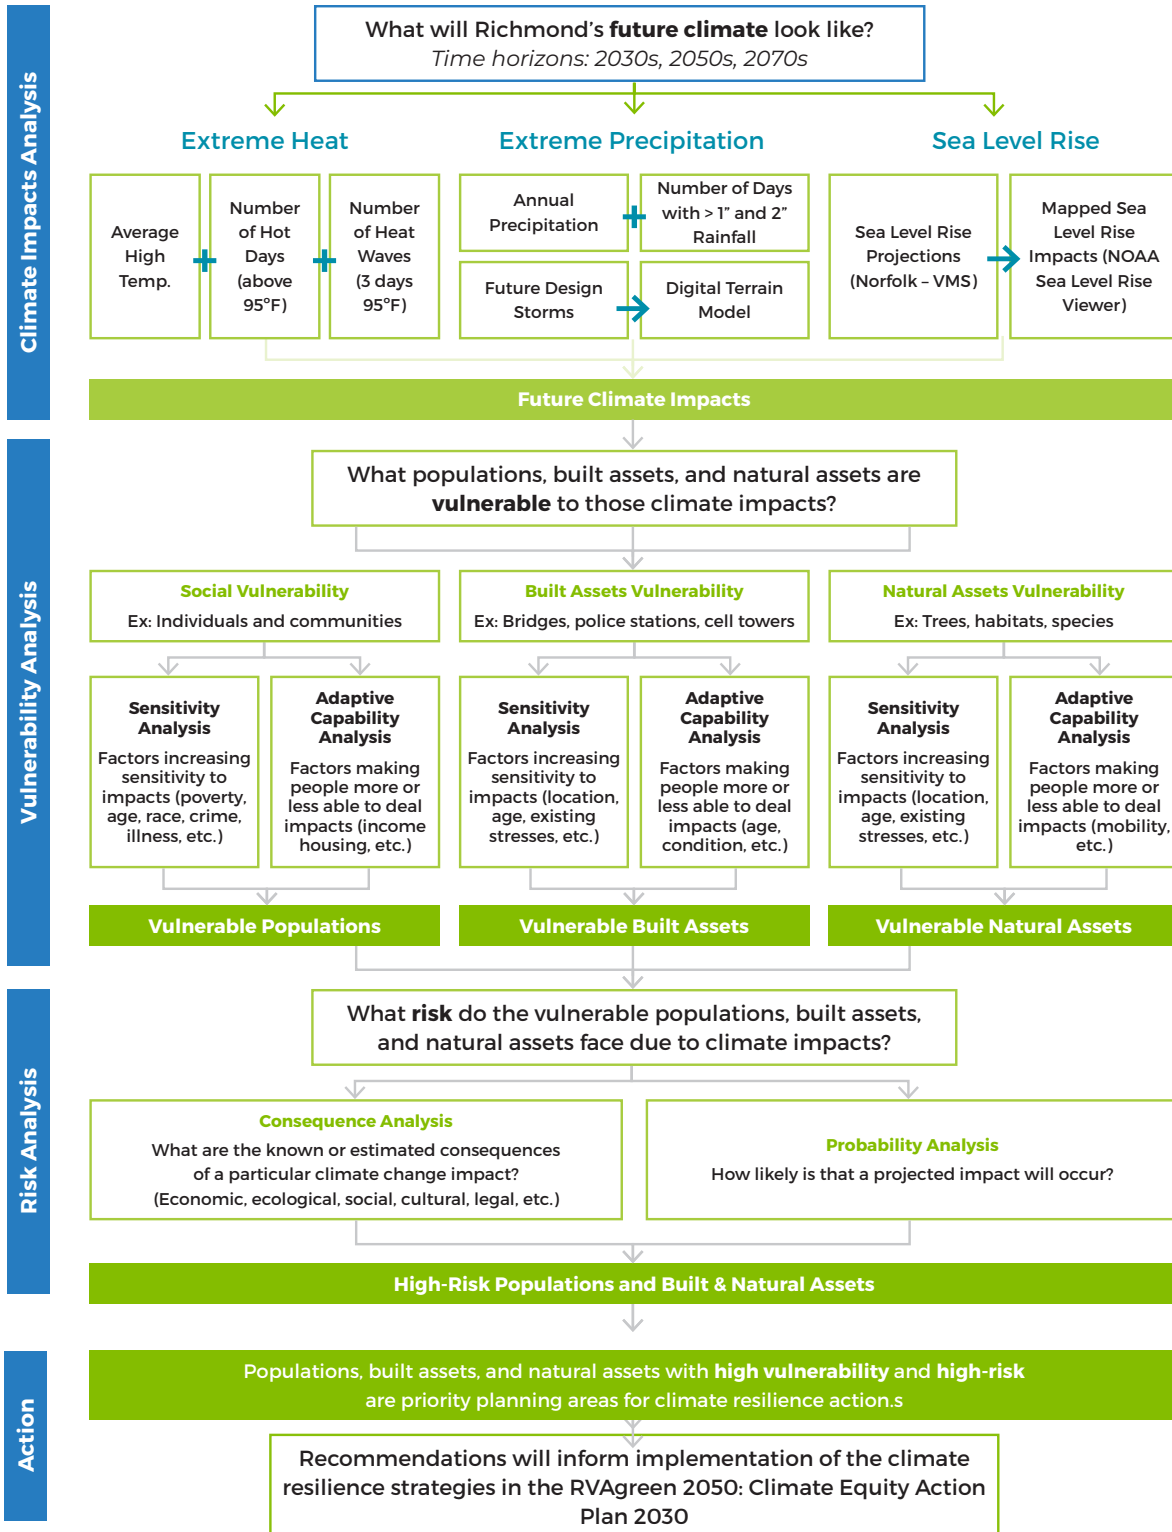 Climate Impacts Analysis
What will Richmond's future climate look like?
Time horizons: 2030s, 2050s, 2070s
Extreme Heat
Average
High
Temp.
+
Number
of Hot
Days
(above
95°F)
+
Number
of Heat
Waves
(3 days
95°F)
Extreme Precipitation
Annual
Precipitation
+
Number of Days
with > 1” and 2”
Rainfall
Future Design
Storms
Digital Terrain
Model
Sea Level Rise
Sea Level Rise
Projections
(Norfolk – VMS)
Mapped Sea
Level Rise
Impacts (NOAA
Sea Level Rise
Viewer)
Future Climate Impacts
Vulnerability Analysis
What populations, built assets, and natural assets are
vulnerable to those climate impacts?
Social Vulnerability
Ex: Individuals and communities
Sensitivity
Analysis
Factors increasing
sensitivity to
impacts (poverty,
age, race, crime,
illness, etc.)
Adaptive
Capability
Analysis
Factors making
people more or
less able to deal
impacts (income
housing, etc.)
Vulnerable Populations
Built Assets Vulnerability
Ex: Bridges, police stations, cell towers
Sensitivity
Analysis
Factors increasing
sensitivity to
impacts (location,
age, existing
stresses, etc.)
Adaptive
Capability
Analysis
Factors making
people more or
less able to deal
impacts (age,
condition, etc.)
Vulnerable Built Assets
Natural Assets Vulnerability
Ex: Trees, habitats, species
Sensitivity
Analysis
Factors increasing
sensitivity to
impacts (location,
age, existing
stresses, etc.)
Adaptive
Capability
Analysis
Factors making
people more or
less able to deal
impacts (mobility,
etc.)
Vulnerable Natural Assets
Risk Analysis
What risk do the vulnerable populations, built assets,
and natural assets face due to climate impacts?
Consequence Analysis
What are the known or estimated consequences
of a particular climate change impact?
(Economic, ecological, social, cultural, legal, etc.)
Probability Analysis
How likely is that a projected impact will occur?
High-Risk Populations and Built & Natural Assets
Action
Populations, built assets, and natural assets with high vulnerability and high-risk
are priority planning areas for climate resilience action.s
Recommendations will inform implementation of the climate
resilience strategies in the RVAgreen 2050: Climate Equity Action
Plan 2030